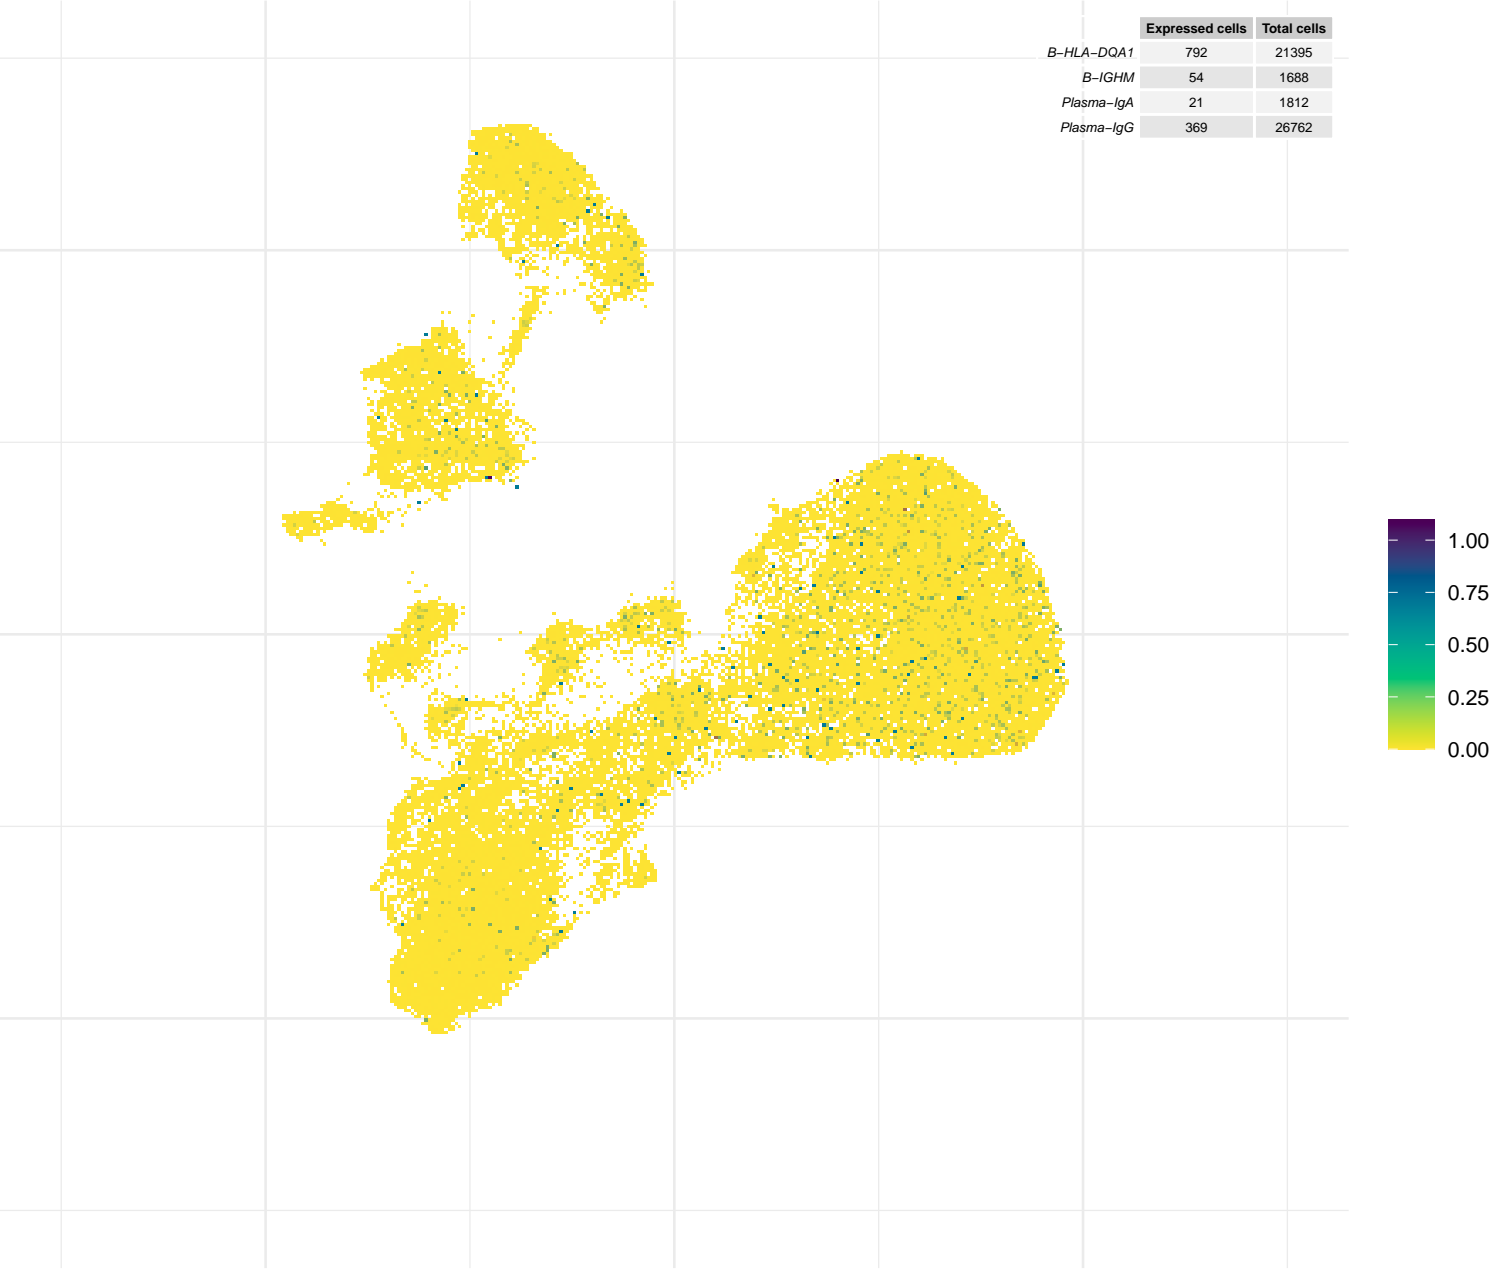 Expressed cells Total cells
B−HLA−DQA1 792 21395
B−IGHM 54 1688
Plasma−IgA 21 1812
Plasma−IgG 369 26762
1.00
0.75
0.50
0.25
0.00